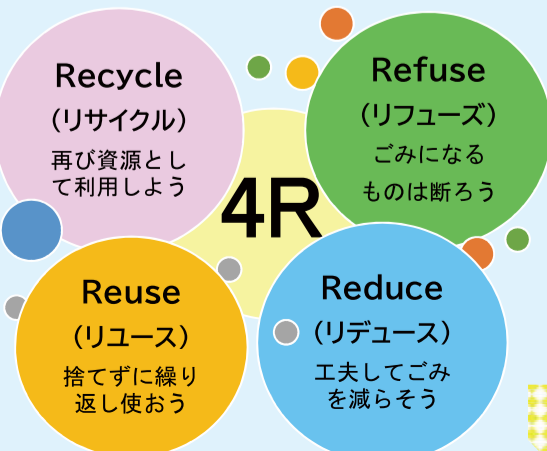 Recycle
(リサイクル)
再び資源とし
て利用しよう
Refuse
(リフューズ)
ごみになる
ものは断ろう
4R
Reuse
(リユース)
捨てずに繰り
返し使おう
Reduce
(リデュース)
工夫してごみ
を減らそう